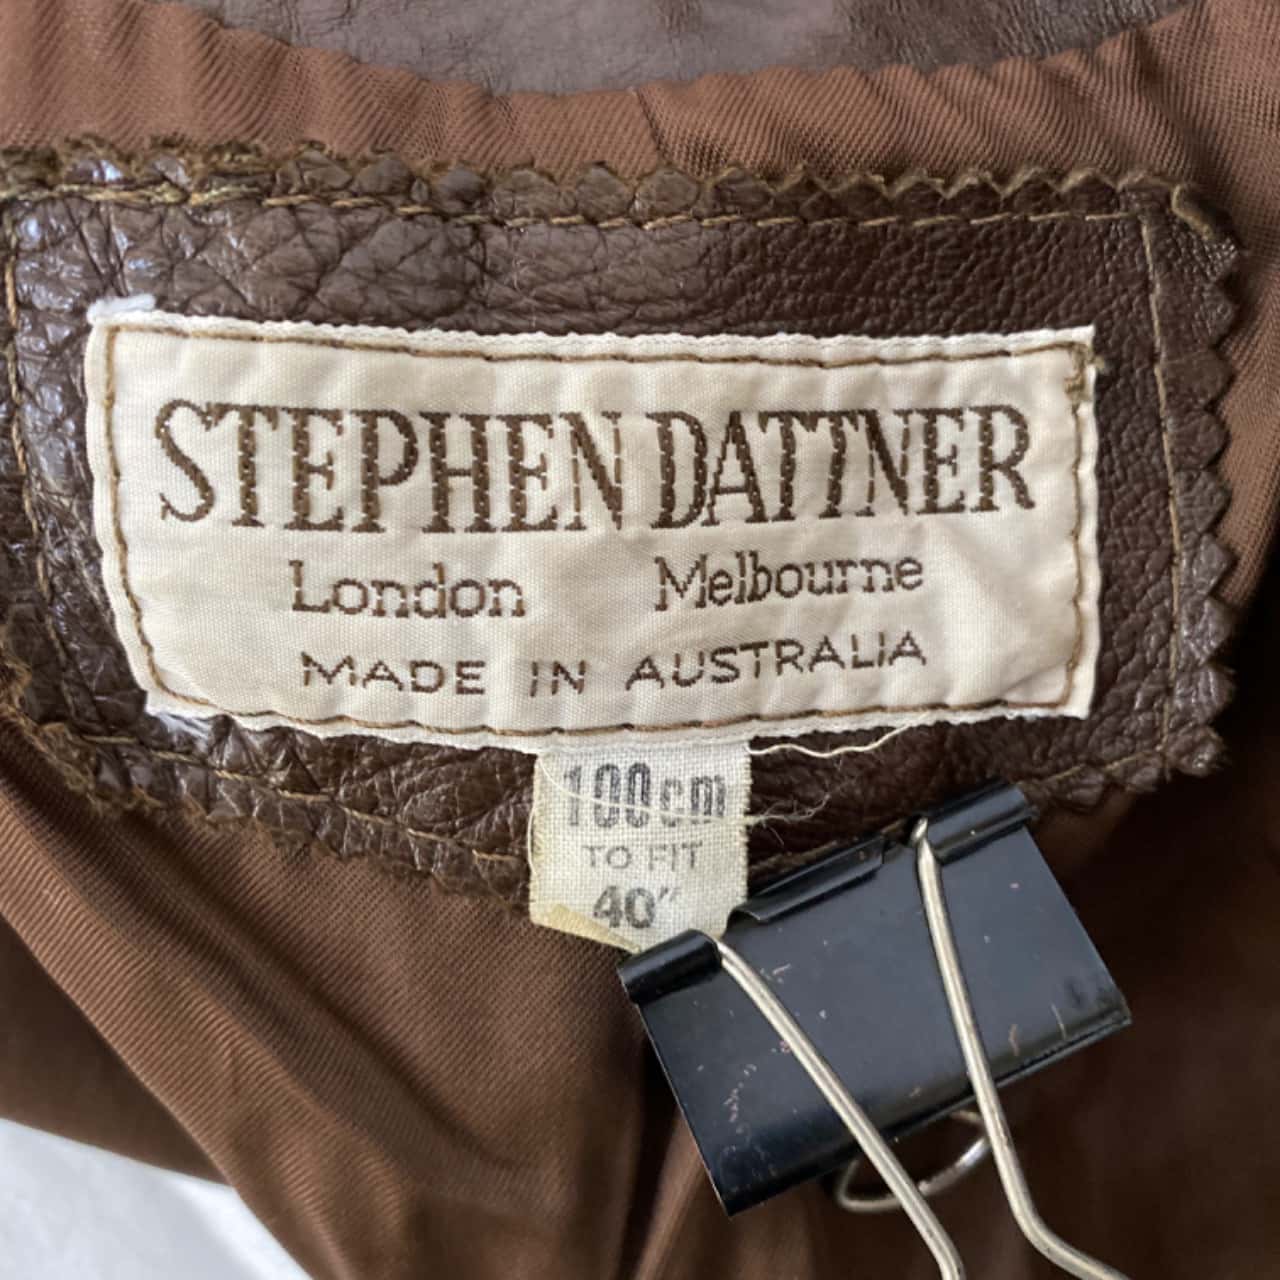 STEPHEN DATTNER
London Melbourne
MADE IN AUSTRALIA
100cm
TO FIT
40"